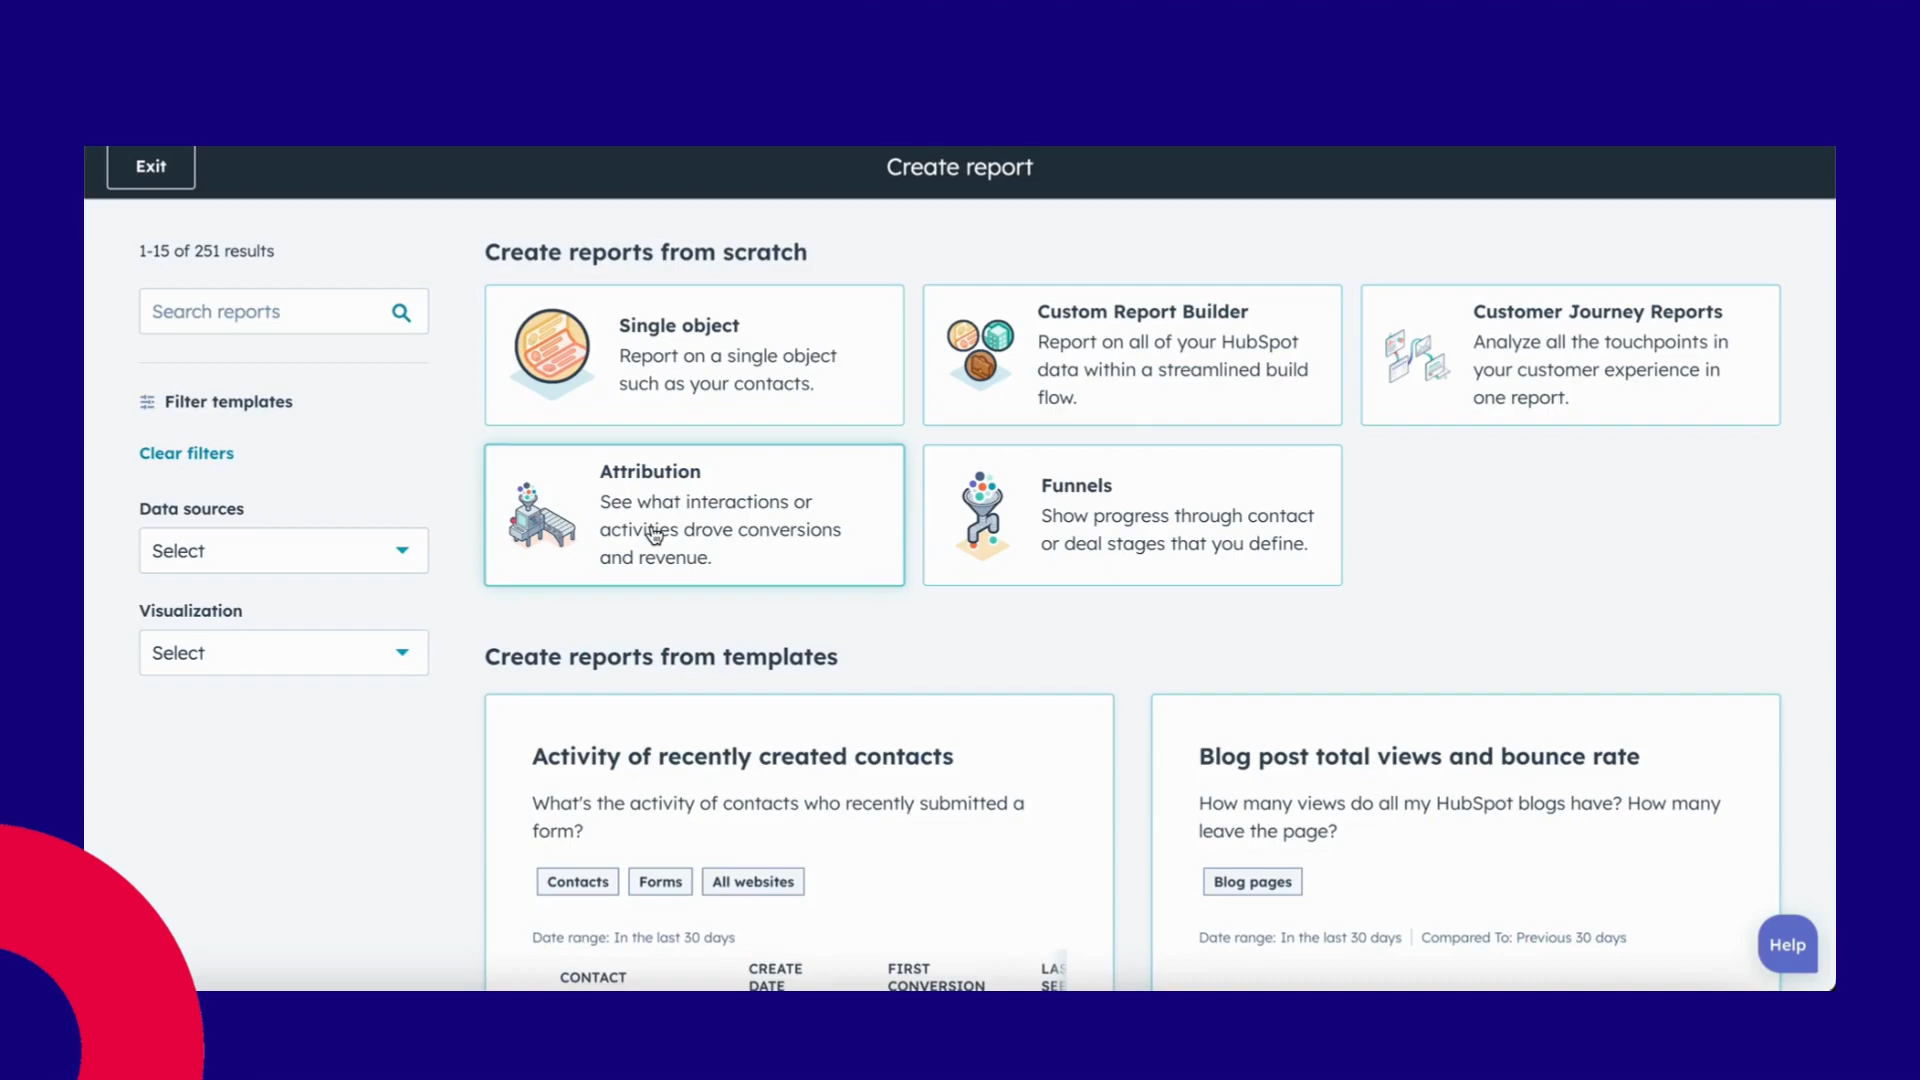 Exit
Create report
1-15 of 251 results
Search reports
Filter templates
Clear filters
Data sources
Select
Visualization
Select
Create reports from scratch
Single object
Report on a single object
such as your contacts.
Custom Report Builder
Report on all of your HubSpot
data within a streamlined build
flow.
Customer Journey Reports
Analyze all the touchpoints in
your customer experience in
one report.
Attribution
See what interactions or
activities drove conversions
and revenue.
Funnels
Show progress through contact
or deal stages that you define.
Create reports from templates
Activity of recently created contacts
What's the activity of contacts who recently submitted a
form?
Contacts Forms All websites
Date range: In the last 30 days
CONTACT
CREATE
DATE
FIRST
CONVERSION
LAS
SEE
Blog post total views and bounce rate
How many views do all my HubSpot blogs have? How many
leave the page?
Blog pages
Date range: In the last 30 days Compared To: Previous 30 days
Help